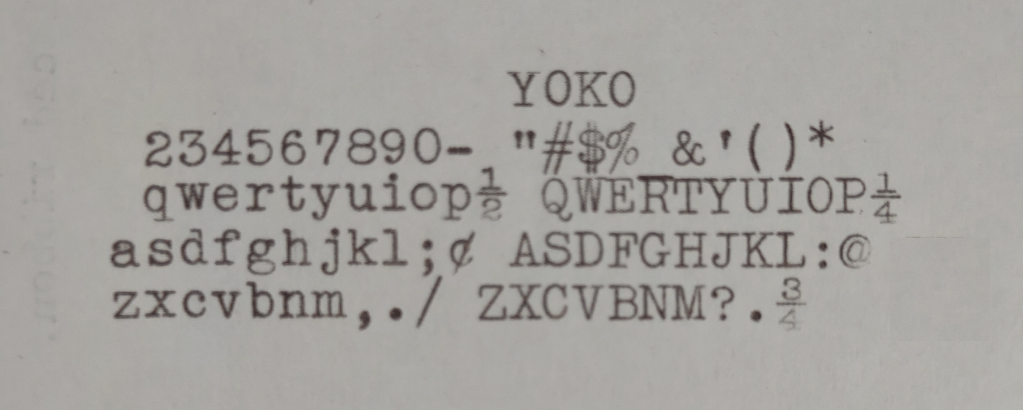 YOKO
234567890- "#$% &'()*
qwertyuiop½ QWERTYUIOP¼
asdfghjkl;¢ ASDFGHJKL:@
zxcvbnm,./ ZXCVBNM?.¾